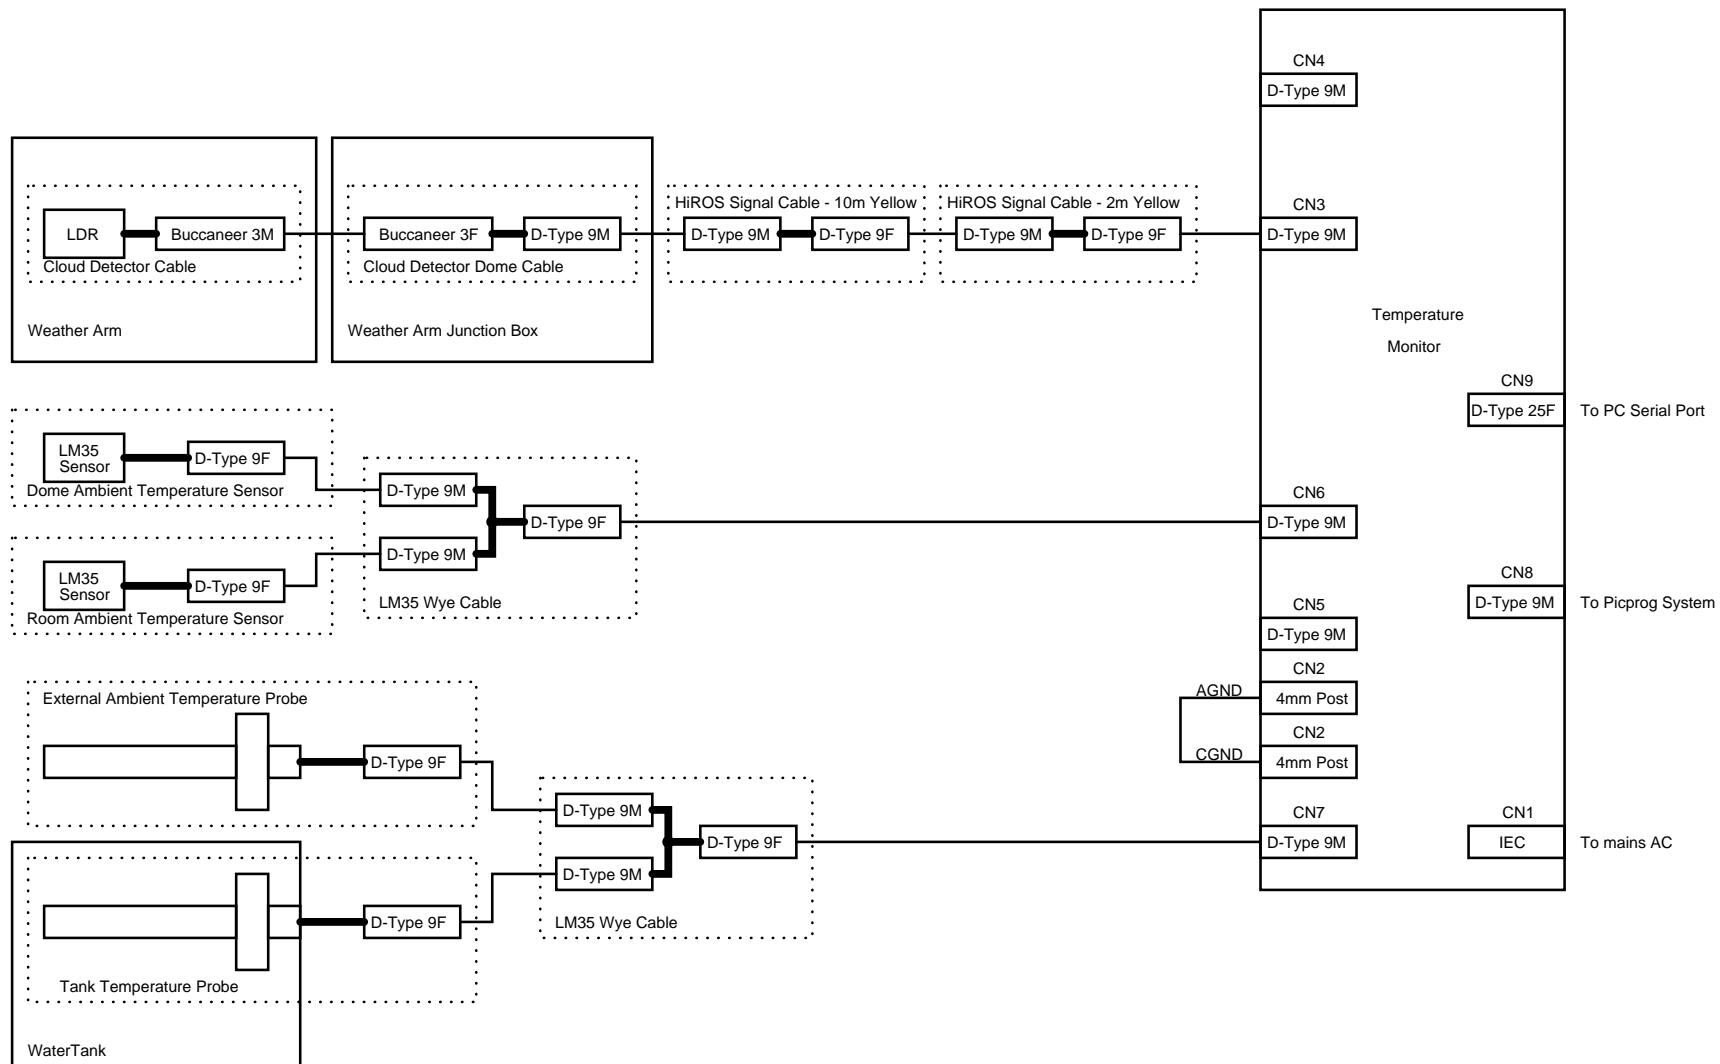 CN4
D-Type 9M
HiROS Signal Cable - 10m Yellow
HiROS Signal Cable - 2m Yellow
CN3
LDR
Buccaneer 3M
Buccaneer 3F
D-Type 9M
D-Type 9M
D-Type 9F
D-Type 9M
D-Type 9F
D-Type 9M
Cloud Detector Cable
Cloud Detector Dome Cable
Weather Arm
Weather Arm Junction Box
Temperature
Monitor
CN9
D-Type 25F
To PC Serial Port
LM35
Sensor
D-Type 9F
Dome Ambient Temperature Sensor
D-Type 9M
D-Type 9F
D-Type 9M
LM35
Sensor
D-Type 9F
Room Ambient Temperature Sensor
LM35 Wye Cable
CN6
D-Type 9M
CN8
D-Type 9M
To Picprog System
CN5
D-Type 9M
CN2
AGND
4mm Post
CN2
CGND
4mm Post
External Ambient Temperature Probe
D-Type 9F
D-Type 9M
D-Type 9F
D-Type 9M
LM35 Wye Cable
CN7
D-Type 9M
CN1
IEC
To mains AC
D-Type 9F
Tank Temperature Probe
WaterTank